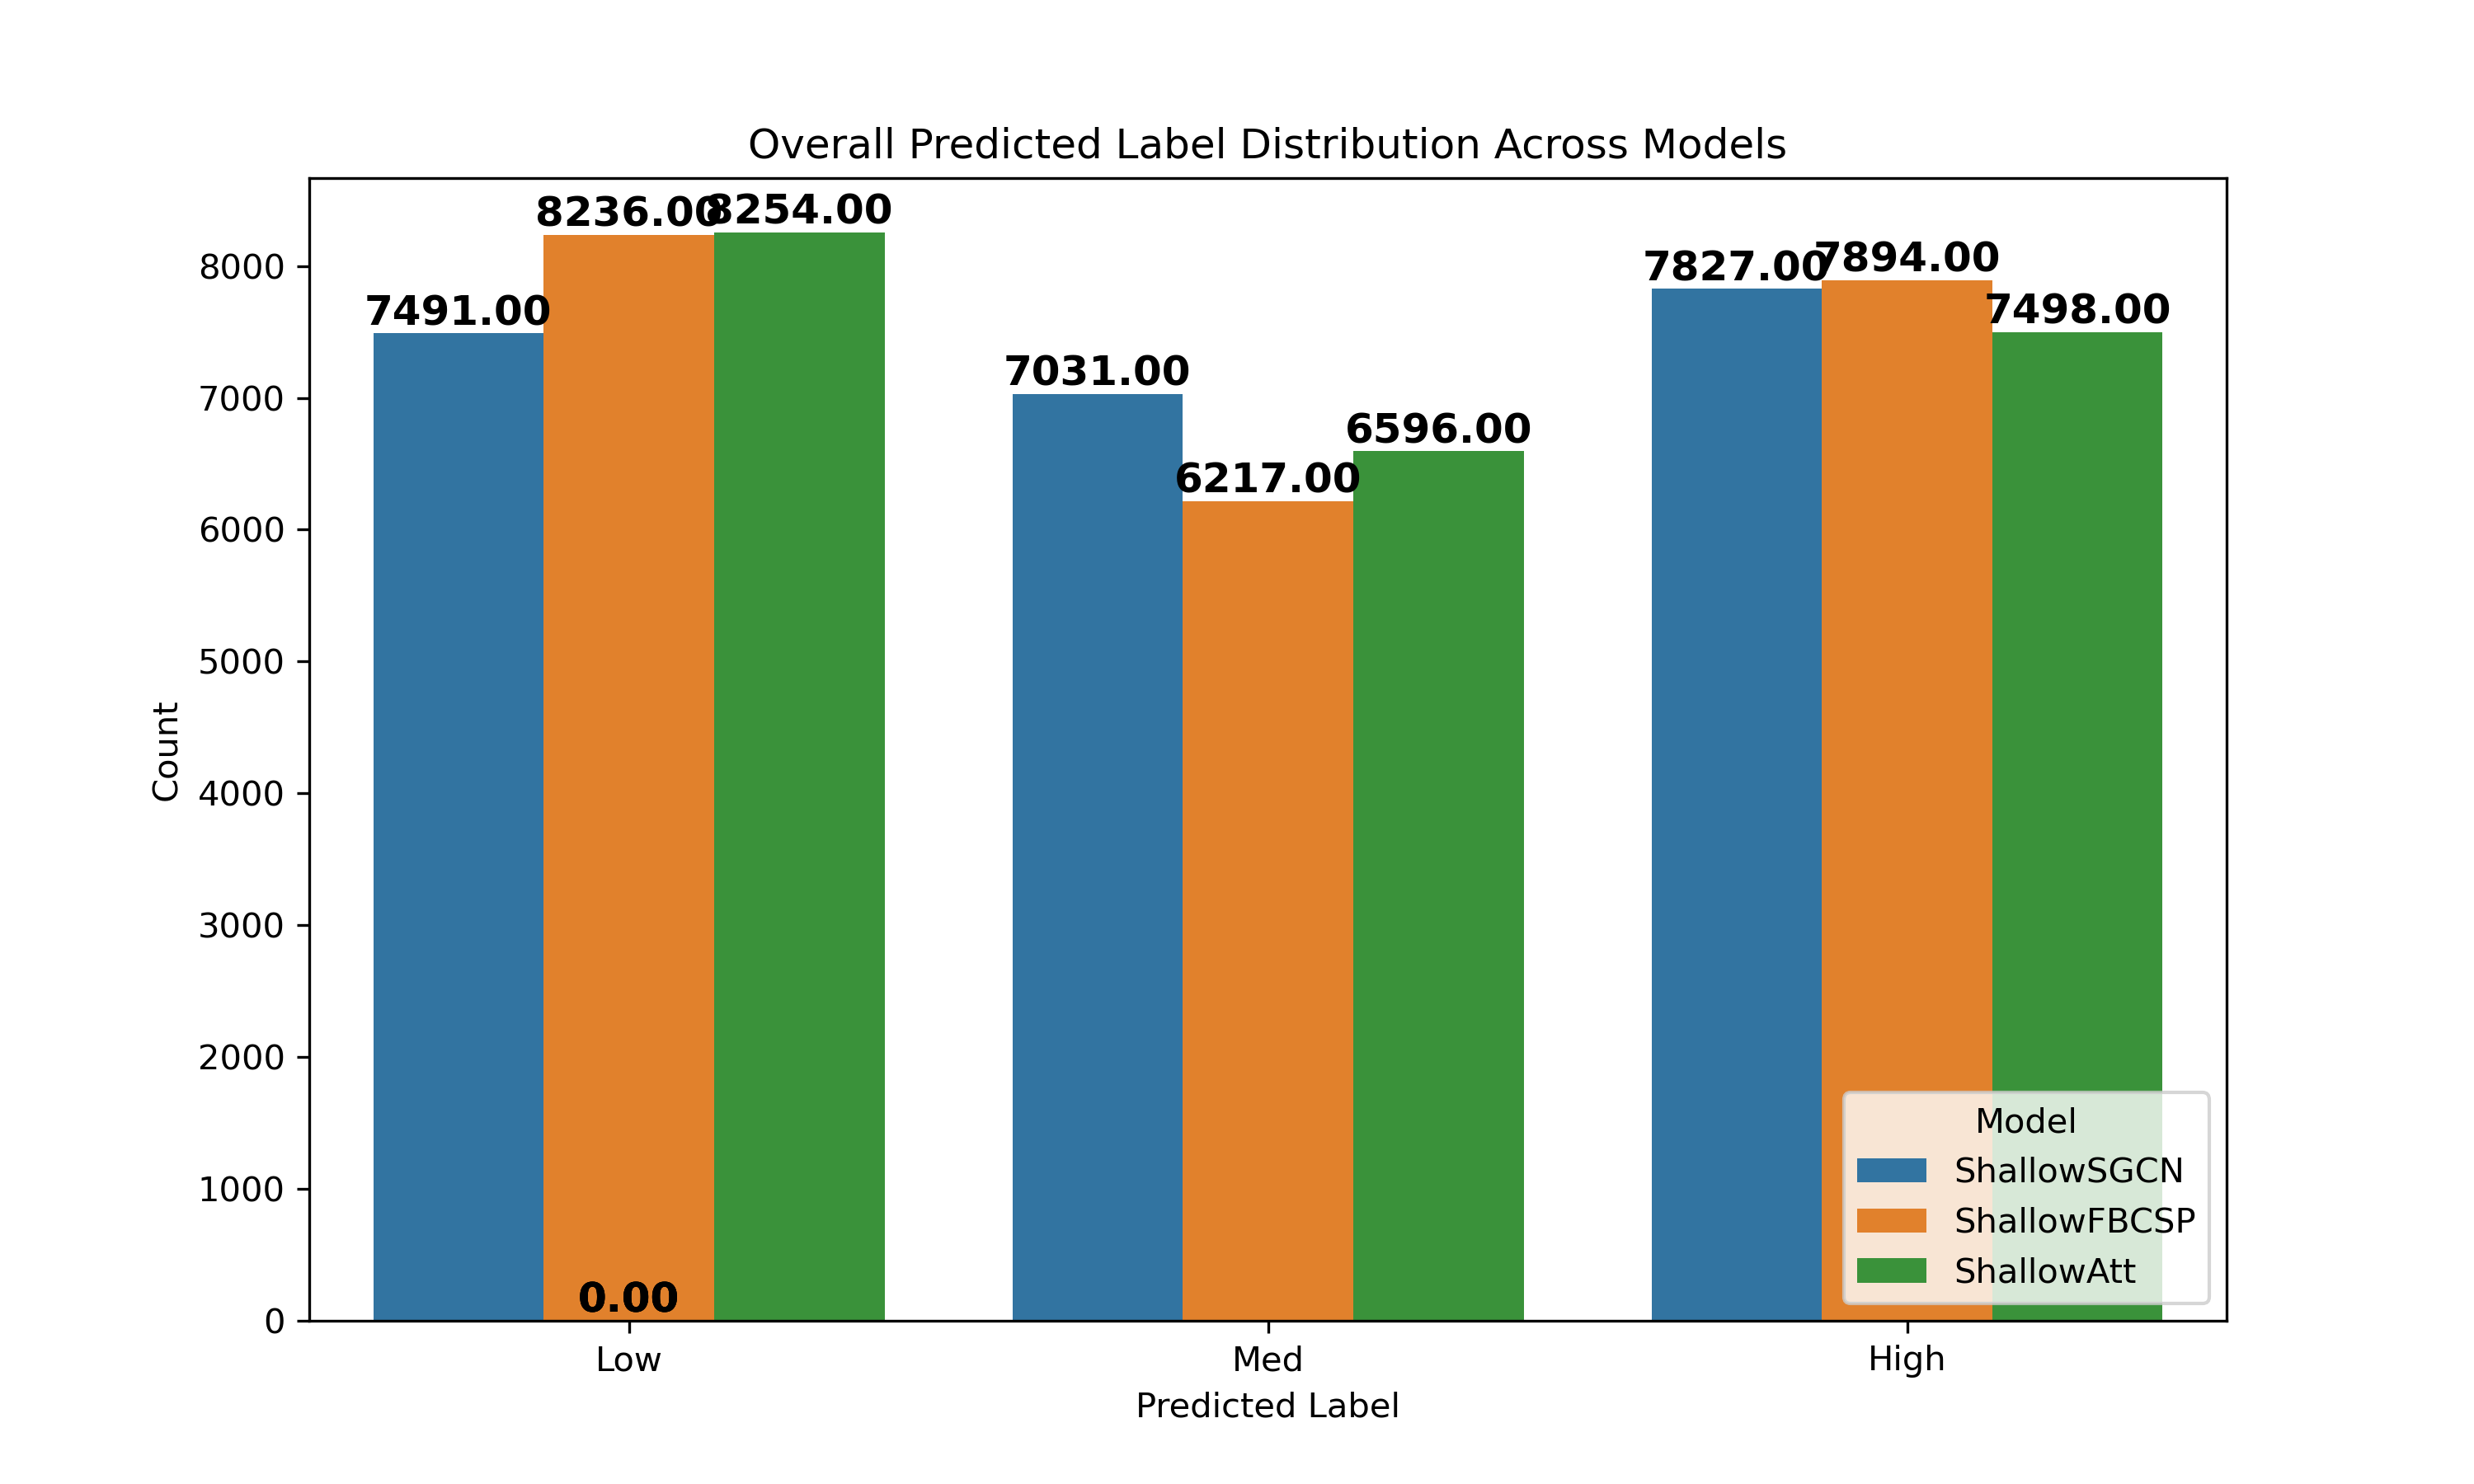 Overall Predicted Label Distribution Across Models
8236.00
8254.00
7491.00
7031.00
6217.00
6596.00
7827.00
7894.00
7498.00
0.00
8000
7000
6000
5000
4000
3000
2000
1000
0
Count
Low
Med
High
Predicted Label
Model
ShallowSGCN
ShallowFBCSP
ShallowAtt